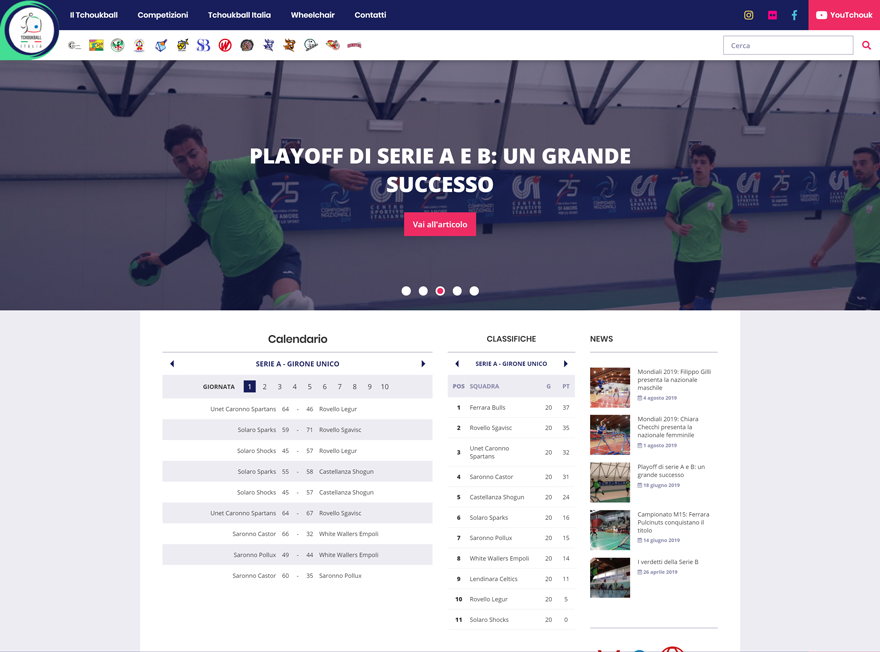 Il Tchoukball Competizioni Tchoukball Italia Wheelchair Contatti YouTchouk
TCHOUKBALL
ITALIA
Cerca
PLAYOFF DI SERIE A E B: UN GRANDE
SUCCESSO
Vai all'articolo
Calendario
SERIE A - GIRONE UNICO
GIORNATA 1 2 3 4 5 6 7 8 9 10
Unet Caronno Spartans 64 - 46 Rovello Legur
Solaro Sparks 59 - 71 Rovello Sgavisc
Solaro Shocks 45 - 57 Rovello Legur
Solaro Sparks 55 - 58 Castellanza Shogun
Solaro Shocks 45 - 57 Castellanza Shogun
Unet Caronno Spartans 64 - 67 Rovello Sgavisc
Saronno Castor 66 - 32 White Wallers Empoli
Saronno Pollux 49 - 44 White Wallers Empoli
Saronno Castor 60 - 35 Saronno Pollux
CLASSIFICHE
SERIE A - GIRONE UNICO
POS SQUADRA G PT
1 Ferrara Bulls 20 37
2 Rovello Sgavisc 20 35
3 Unet Caronno
Spartans 20 32
4 Saronno Castor 20 31
5 Castellanza Shogun 20 24
6 Solaro Sparks 20 16
7 Saronno Pollux 20 15
8 White Wallers Empoli 20 14
9 Lendinara Celtics 20 11
10 Rovello Legur 20 5
11 Solaro Shocks 20 0
NEWS
Mondiali 2019: Filippo Gilli
presenta la nazionale
maschile
4 agosto 2019
Mondiali 2019: Chiara
Checchi presenta la
nazionale femminile
1 agosto 2019
Playoff di serie A e B: un
grande successo
18 giugno 2019
Campionato M15: Ferrara
Pulcinuts conquistano il
titolo
14 giugno 2019
I verdetti della Serie B
26 aprile 2019